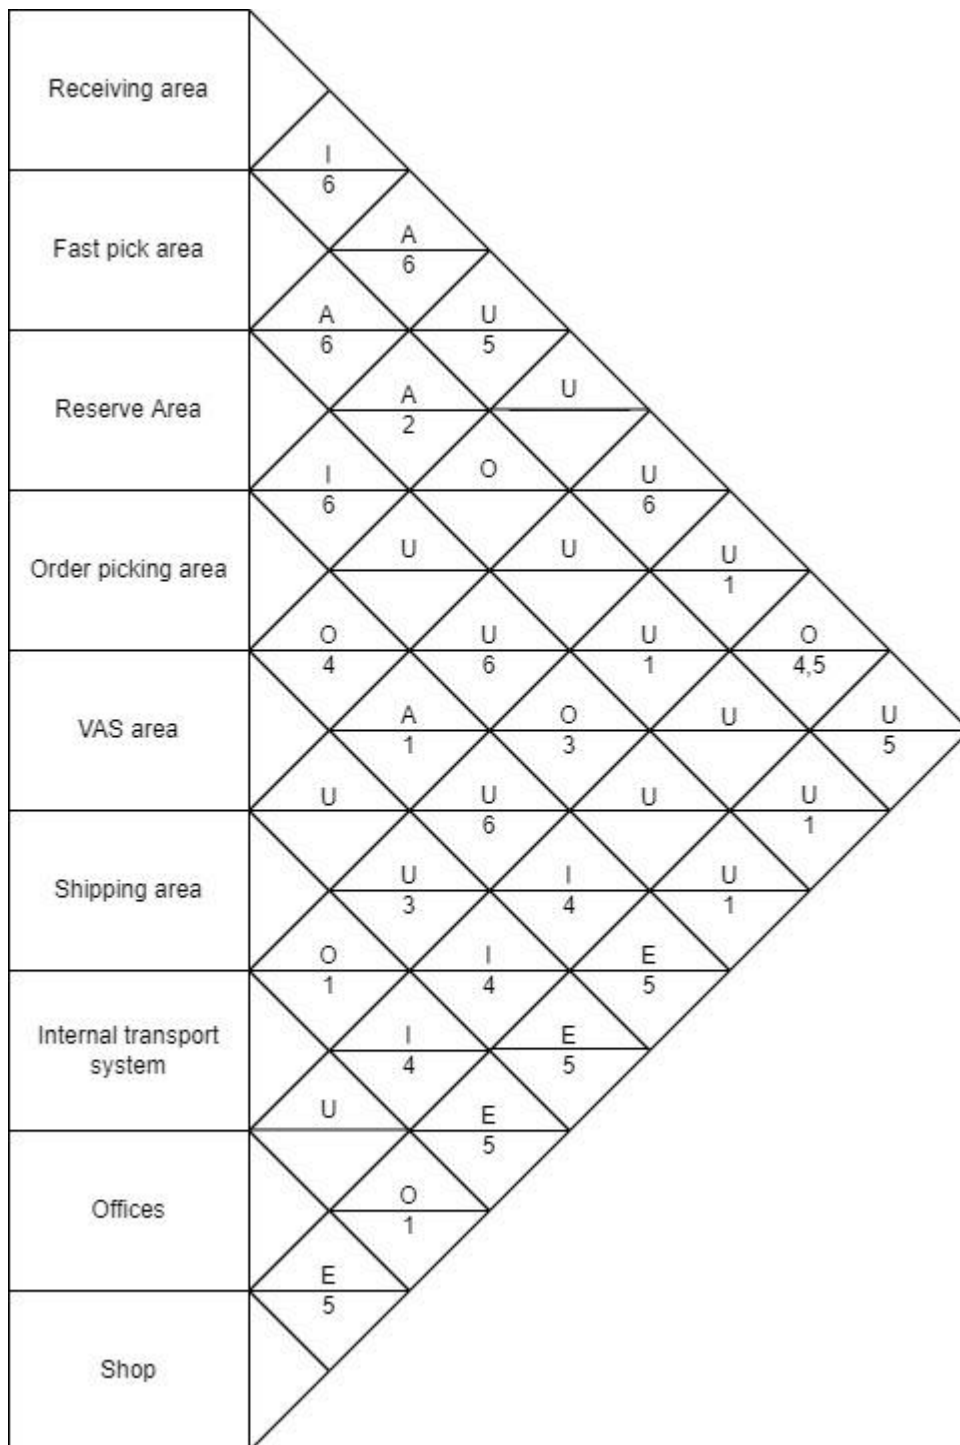 Receiving area
I
6
Fast pick area
A
6
A
6
U
5
Reserve Area
A
2
U
I
6
O
U
6
Order picking area
U
U
U
1
O
4
U
6
U
1
O
4,5
VAS area
A
1
O
3
U
U
5
U
U
6
U
U
1
Shipping area
U
3
I
4
U
1
O
1
I
4
E
5
Internal transport
system
I
4
E
5
U
E
5
Offices
O
1
E
5
Shop